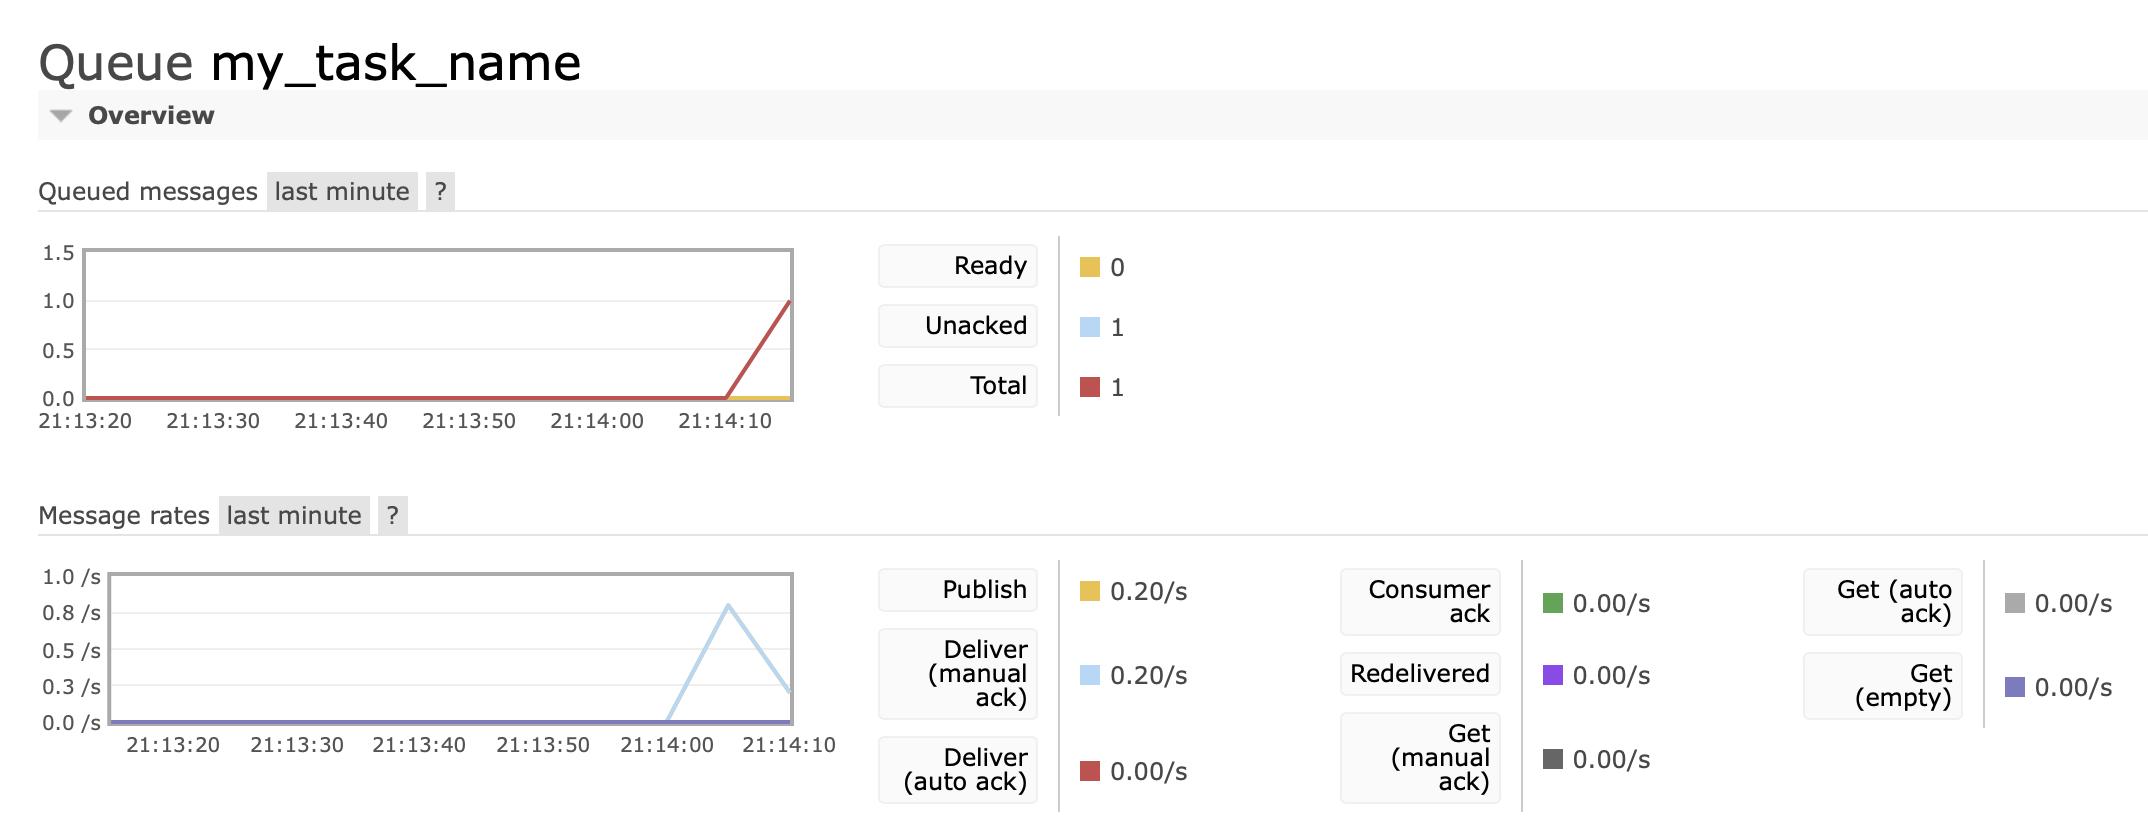 Queue my_task_name
Overview
Queued messages last minute ?
1.5
1.0
0.5
0.0
21:13:20 21:13:30 21:13:40 21:13:50 21:14:00 21:14:10
Ready 0
Unacked 1
Total 1
Message rates last minute ?
1.0 /s
0.8 /s
0.5 /s
0.3 /s
0.0 /s
21:13:20 21:13:30 21:13:40 21:13:50 21:14:00 21:14:10
Publish 0.20/s
Deliver
(manual 0.20/s
ack)
Deliver
(auto ack) 0.00/s
Consumer
ack 0.00/s
Redelivered 0.00/s
Get
(manual 0.00/s
ack)
Get (auto
ack) 0.00/s
Get
(empty) 0.00/s